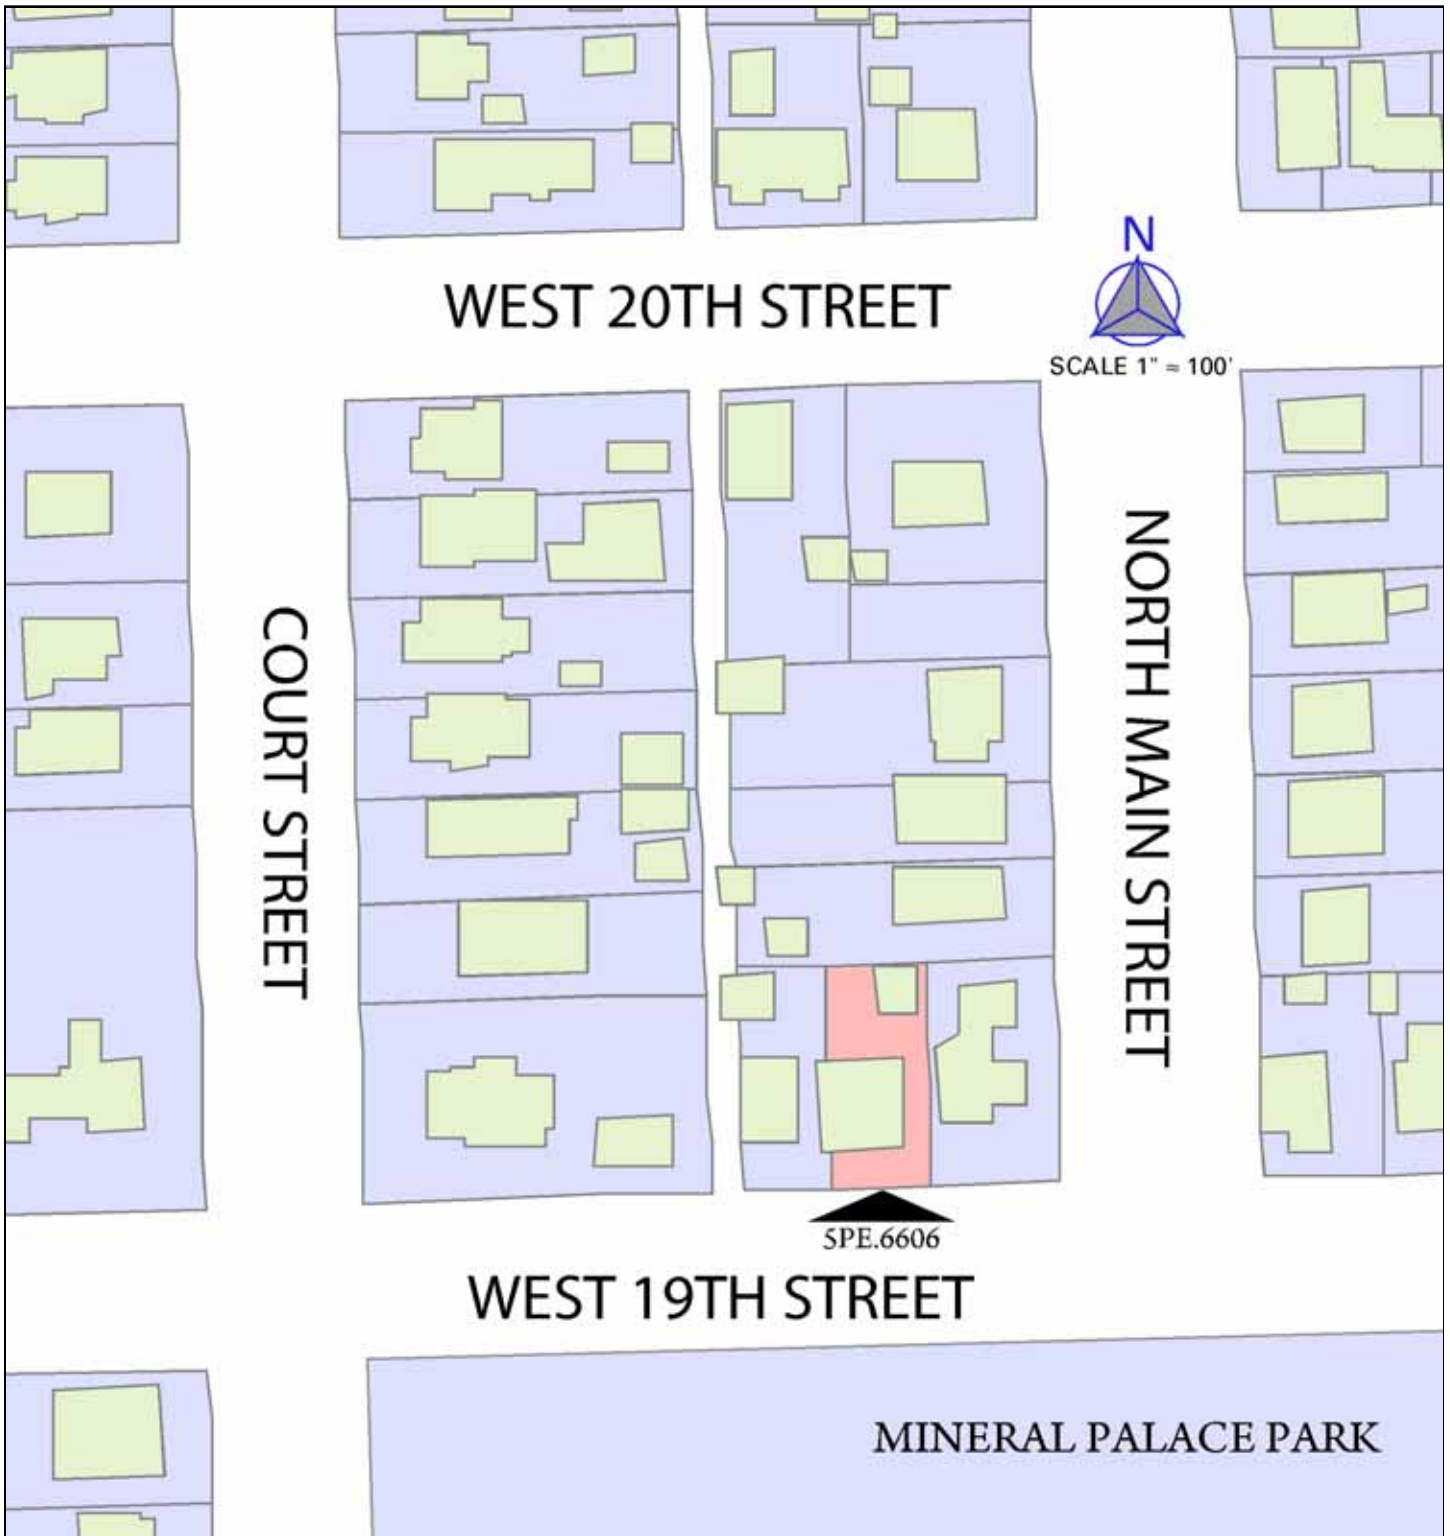 N
WEST 20TH STREET
SCALE 1" ≈ 100'
COURT STREET
NORTH MAIN STREET
5PE.6606
WEST 19TH STREET
MINERAL PALACE PARK